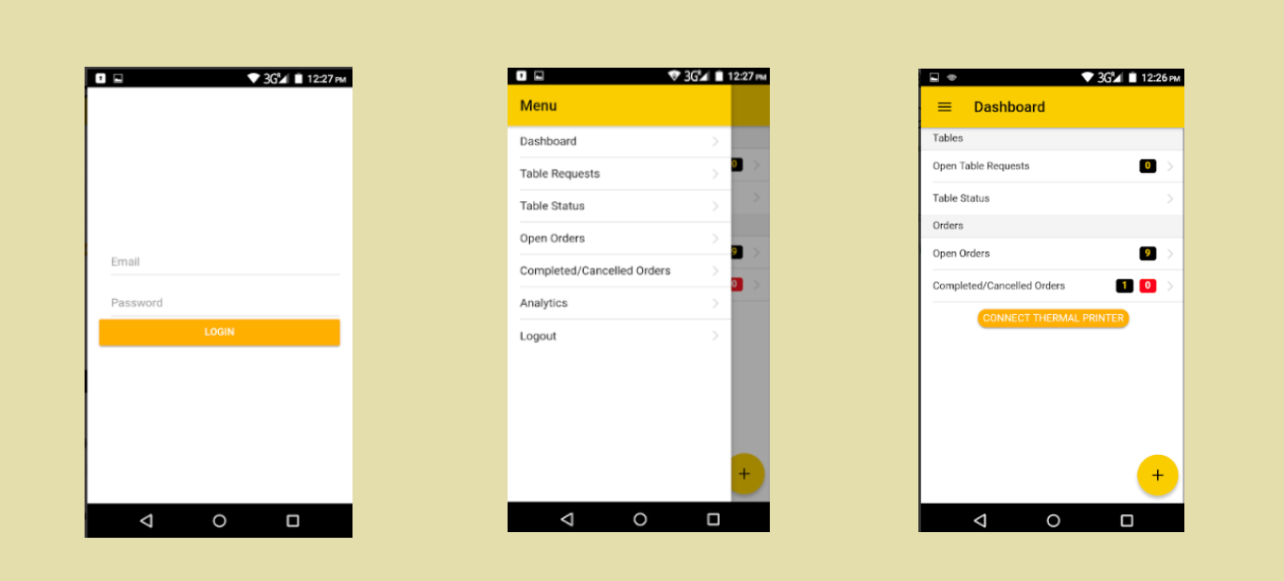 3G 12:27 PM
Email
Password
LOGIN
3G 12:27 PM
Menu
Dashboard
Table Requests
0
Table Status
Open Orders
9
Completed/Cancelled Orders
0
Analytics
Logout
+
3G 12:26 PM
Dashboard
Tables
Open Table Requests 0
Table Status
Orders
Open Orders 9
Completed/Cancelled Orders 1 0
CONNECT THERMAL PRINTER
+